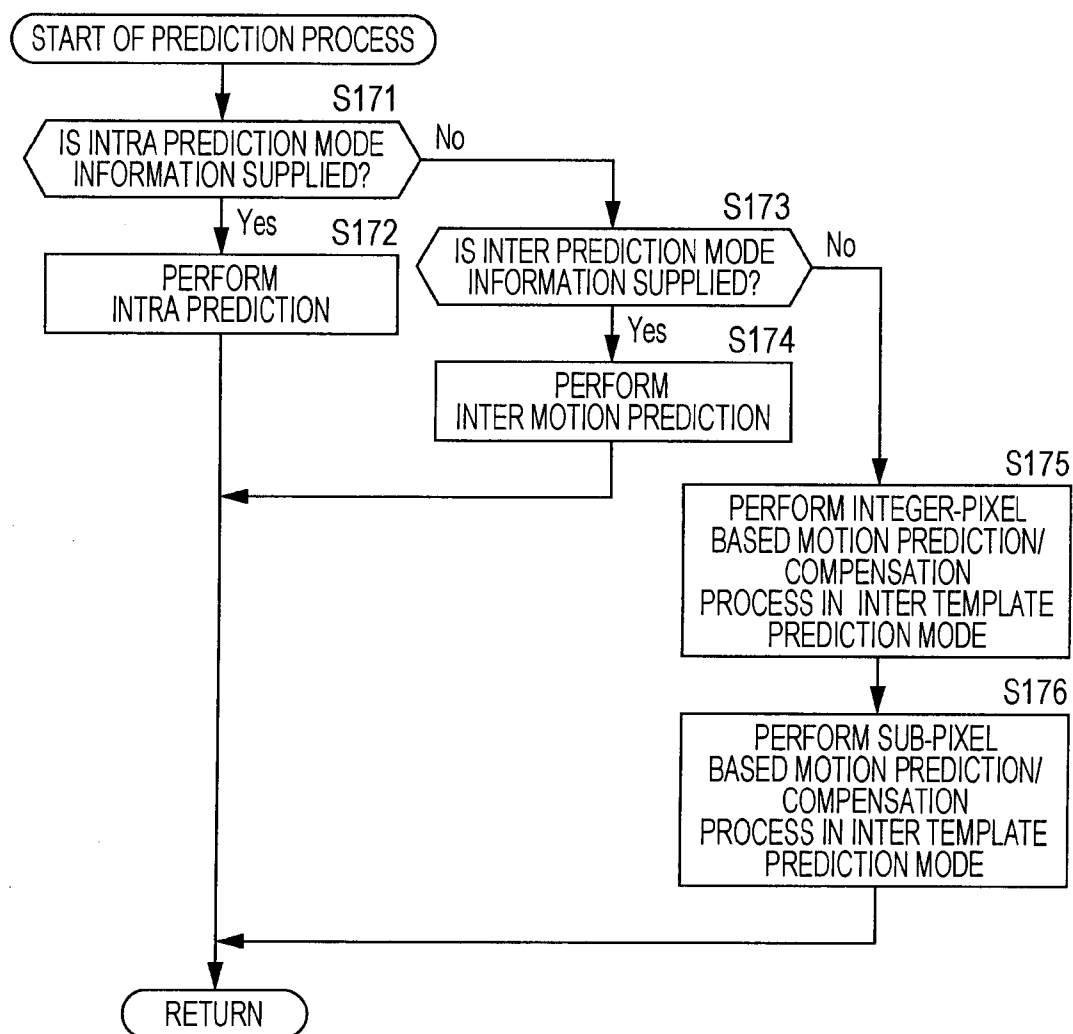 START OF PREDICTION PROCESS
S171
IS INTRA PREDICTION MODE
INFORMATION SUPPLIED?
No
Yes
S172
PERFORM
INTRA PREDICTION
S173
IS INTER PREDICTION MODE
INFORMATION SUPPLIED?
No
Yes
S174
PERFORM
INTER MOTION PREDICTION
S175
PERFORM INTEGER-PIXEL
BASED MOTION PREDICTION/
COMPENSATION
PROCESS IN INTER TEMPLATE
PREDICTION MODE
S176
PERFORM SUB-PIXEL
BASED MOTION PREDICTION/
COMPENSATION
PROCESS IN INTER TEMPLATE
PREDICTION MODE
RETURN